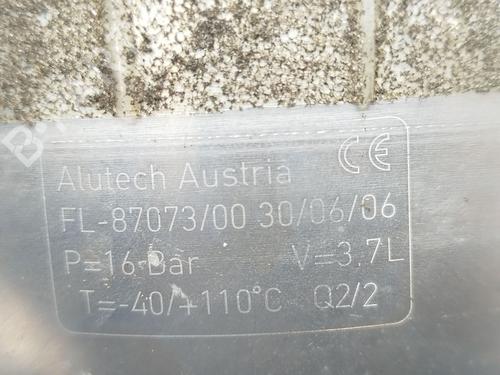 Alutech Austria CE
FL-87073/00 30/06/06
P=16-Bar V=3.7L
T=-40/+110°C Q2/2